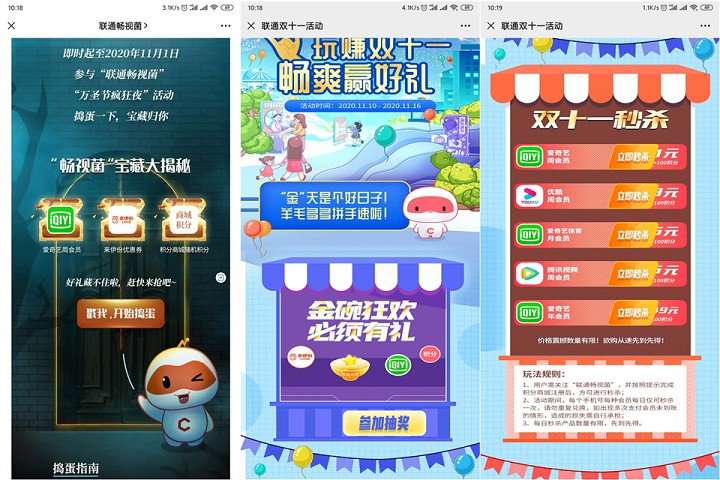 10:18
3.1K/s
联通畅视菌>
即时起至2020年11月1日
参与“联通畅视菌”
“万圣节疯狂夜”活动
捣蛋一下，宝藏归你
“畅视菌”宝藏大揭秘
iQIYI
来伊份
商城
积分
爱奇艺周会员
来伊份优惠券
积分商城随机积分
好礼藏不住啦，赶快来抢吧~
戳我，开始捣蛋
C
捣蛋指南
10:18
4.1K/s
联通双十一活动
玩赚双十一
畅爽赢好礼
活动时间：2020.11.10 - 2020.11.16
“金”天是个好日子！
羊毛多多拼手速啦！
C
金碗狂欢
必须有礼
来伊份
iQIYI
积分
参加抽奖
10:19
1.1K/s
联通双十一活动
双十一秒杀
iQIYI
爱奇艺
周会员
立即秒杀
1元
+100积分
YOUKU
优酷
周会员
立即秒杀
元
+100积分
iQIYI
爱奇艺体育
月会员
立即秒杀
元
+100积分
腾讯视频
周会员
立即秒杀
元
+100积分
iQIYI
爱奇艺
年会员
立即秒杀
9元
100积分
价格震撼数量有限！欲购从速先到先得！
玩法规则：
1、用户需关注“联通畅视菌”，并按照提示完成
积分商城注册后，方可进行秒杀；
2、活动期间，每个手机号每种会员每日仅可秒杀
一次，请勿重复兑换，如出现多次支付会员未到账
的情形，造成的损失需自行承担；
3、每日秒杀产品数量有限，先到先得。